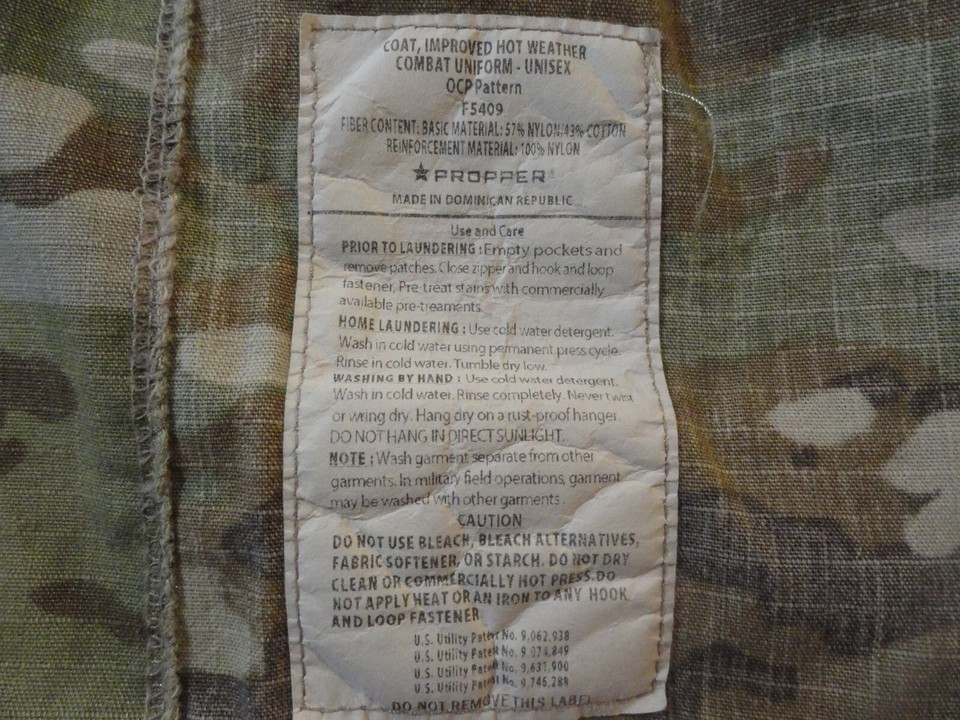 COAT, IMPROVED HOT WEATHER
COMBAT UNIFORM - UNISEX
OCP Pattern
F5409
FIBER CONTENT: BASIC MATERIAL: 57% NYLON/43% COTTON
REINFORCEMENT MATERIAL: 100% NYLON
PROPPER
MADE IN DOMINICAN REPUBLIC
Use and Care
PRIOR TO LAUNDERING : Empty pockets and
remove patches. Close zipper and hook and loop
fastener. Pre-treat stains with commercially
available pre-treaments.
HOME LAUNDERING : Use cold water detergent.
Wash in cold water using permanent press cycle.
Rinse in cold water. Tumble dry low.
WASHING BY HAND : Use cold water detergent.
Wash in cold water. Rinse completely. Never twist
or wring dry. Hang dry on a rust-proof hanger.
DO NOT HANG IN DIRECT SUNLIGHT.
NOTE : Wash garment separate from other
garments. In military field operations, garment
may be washed with other garments.
CAUTION
DO NOT USE BLEACH, BLEACH ALTERNATIVES,
FABRIC SOFTENER, OR STARCH. DO NOT DRY
CLEAN OR COMMERCIALLY HOT PRESS. DO
NOT APPLY HEAT OR AN IRON TO ANY HOOK
AND LOOP FASTENER
U.S. Utility Patent No. 9,062,938
U.S. Utility Patent No. 9,074,849
U.S. Utility Patent No. 9,631,900
U.S. Utility Patent No. 9,746,288
DO NOT REMOVE THIS LABEL